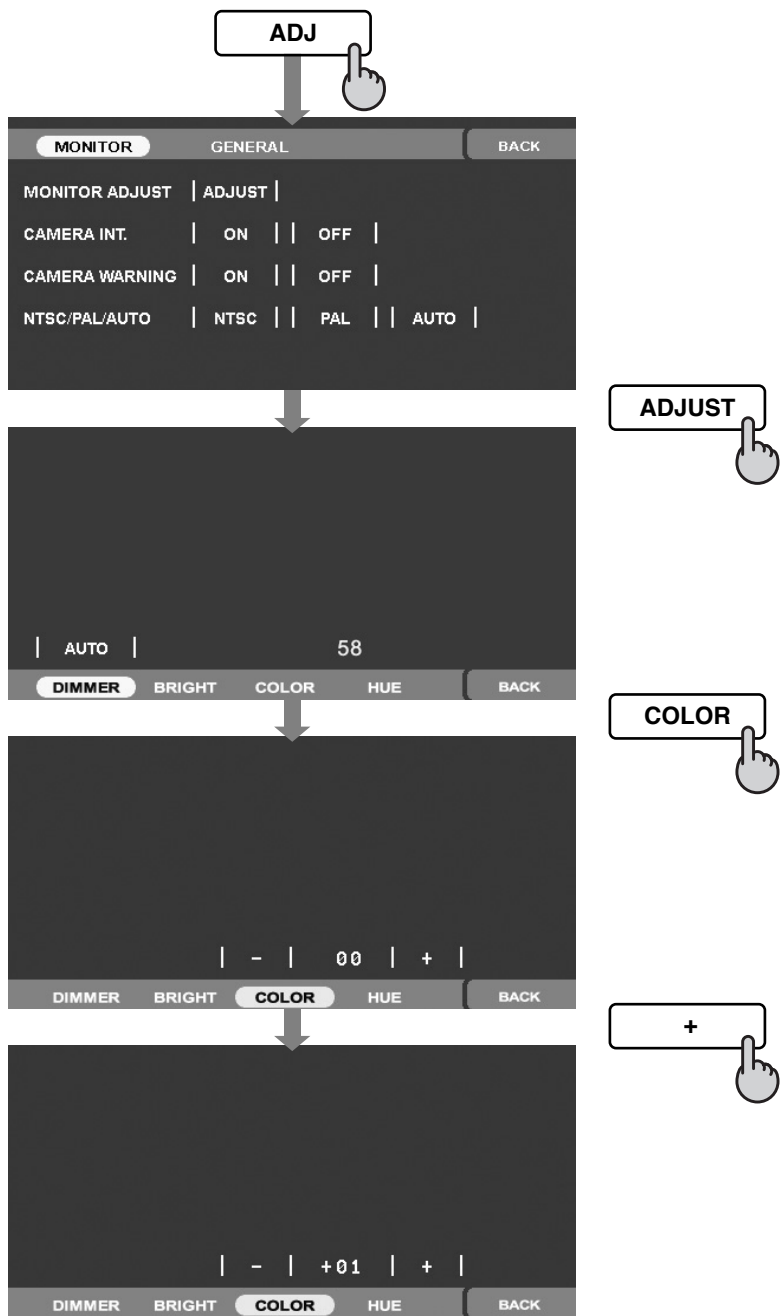 ADJ
MONITOR GENERAL BACK
MONITOR ADJUST | ADJUST |
CAMERA INT. | ON | | OFF |
CAMERA WARNING | ON | | OFF |
NTSC/PAL/AUTO | NTSC | | PAL | | AUTO |
ADJUST
| AUTO | 58
DIMMER BRIGHT COLOR HUE BACK
COLOR
| - | 00 | + |
DIMMER BRIGHT COLOR HUE BACK
+
| - | +01 | + |
DIMMER BRIGHT COLOR HUE BACK